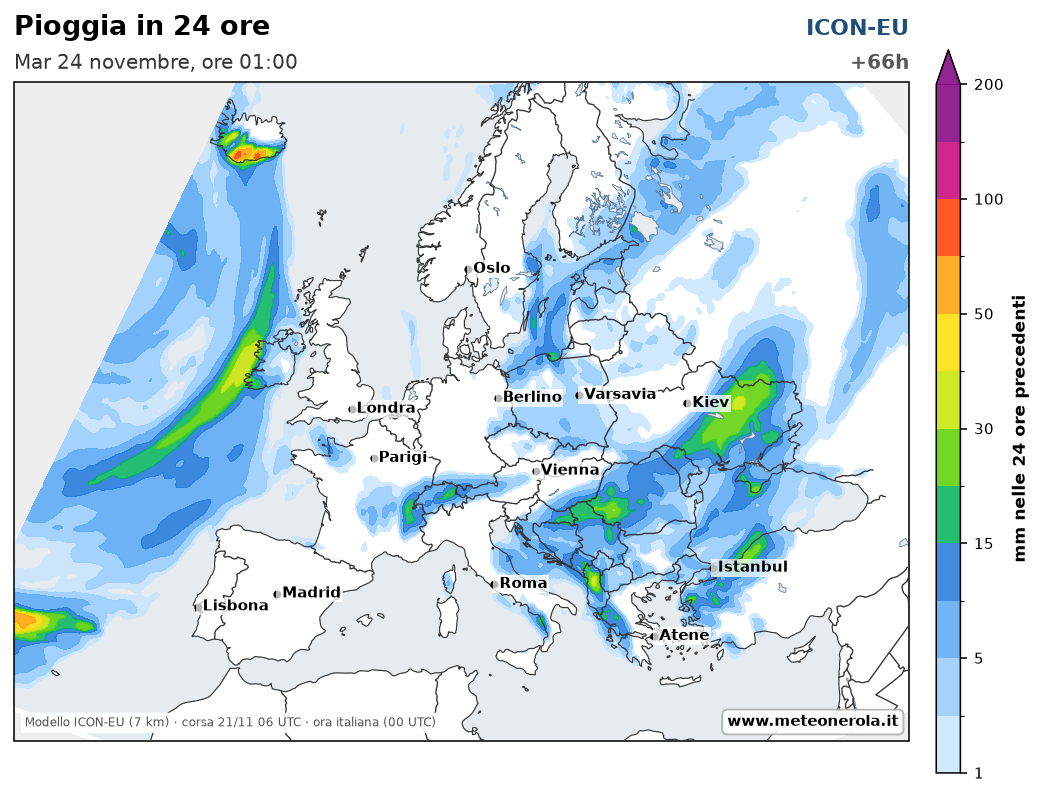 Pioggia in 24 ore
ICON-EU
Mar 24 novembre, ore 01:00
+66h
200
100
50
30
15
5
1
mm nelle 24 ore precedenti
Oslo
Berlino
Varsavia
Kiev
Londra
Parigi
Vienna
Istanbul
Roma
Madrid
Lisbona
Atene
Modello ICON-EU (7 km) · corsa 21/11 06 UTC · ora italiana (00 UTC)
www.meteonerola.it